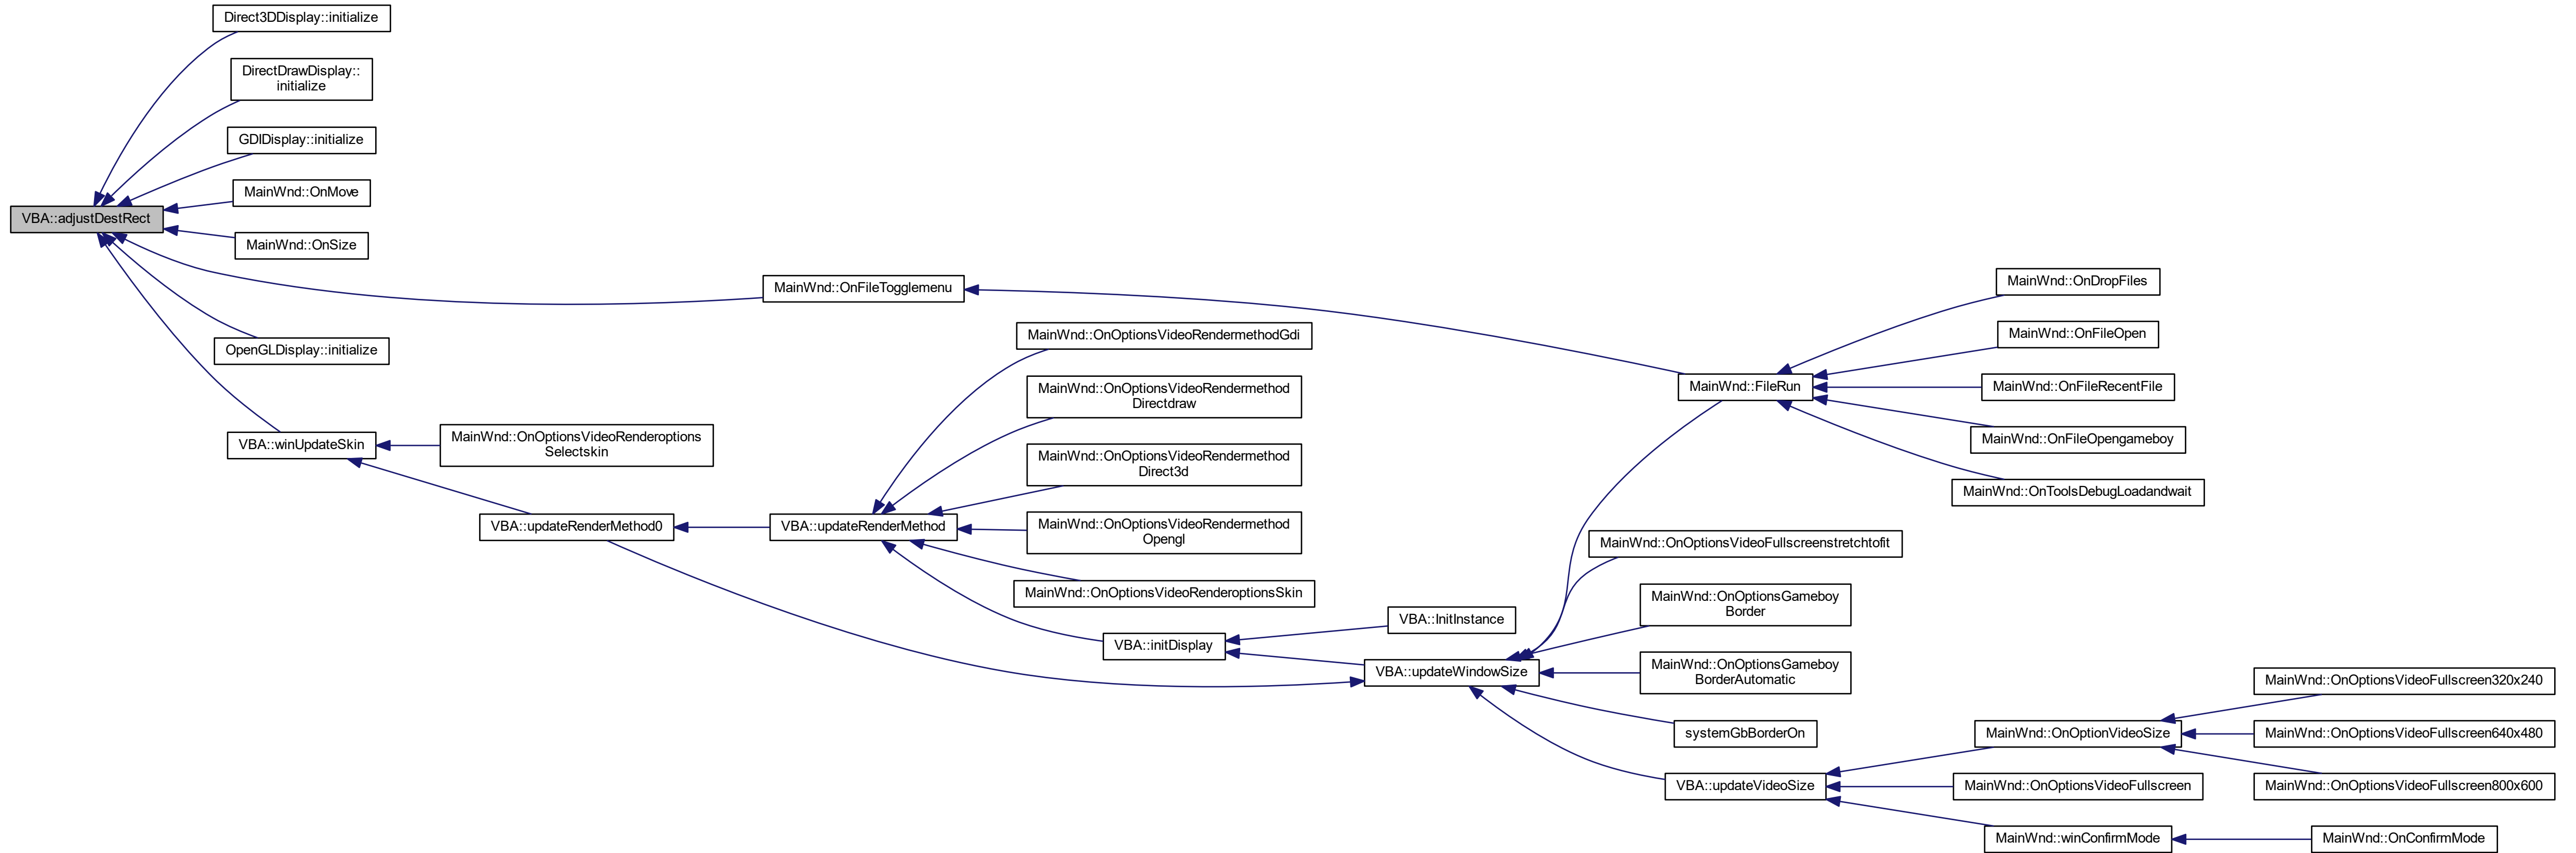 Direct3DDisplay::initialize
DirectDrawDisplay::
initialize
GDIDisplay::initialize
MainWnd::OnMove
VBA::adjustDestRect
MainWnd::OnSize
MainWnd::OnFileTogglemenu
OpenGLDisplay::initialize
VBA::winUpdateSkin
MainWnd::OnOptionsVideoRenderoptions
Selectskin
VBA::updateRenderMethod0
VBA::updateRenderMethod
MainWnd::OnOptionsVideoRendermethodGdi
MainWnd::OnOptionsVideoRendermethod
Directdraw
MainWnd::OnOptionsVideoRendermethod
Direct3d
MainWnd::OnOptionsVideoRendermethod
Opengl
MainWnd::OnOptionsVideoRenderoptionsSkin
VBA::initDisplay
VBA::InitInstance
VBA::updateWindowSize
MainWnd::FileRun
MainWnd::OnDropFiles
MainWnd::OnFileOpen
MainWnd::OnFileRecentFile
MainWnd::OnFileOpengameboy
MainWnd::OnToolsDebugLoadandwait
MainWnd::OnOptionsVideoFullscreenstretchtofit
MainWnd::OnOptionsGameboy
Border
MainWnd::OnOptionsGameboy
BorderAutomatic
systemGbBorderOn
VBA::updateVideoSize
MainWnd::OnOptionVideoSize
MainWnd::OnOptionsVideoFullscreen320x240
MainWnd::OnOptionsVideoFullscreen640x480
MainWnd::OnOptionsVideoFullscreen800x600
MainWnd::OnOptionsVideoFullscreen
MainWnd::winConfirmMode
MainWnd::OnConfirmMode